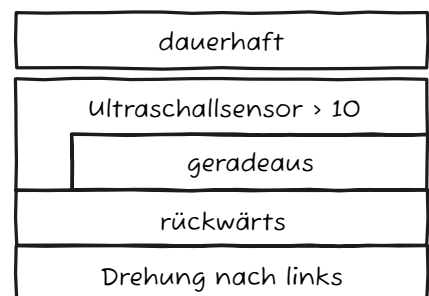 dauerhaft
Ultraschallsensor > 10
geradeaus
rückwärts
Drehung nach links